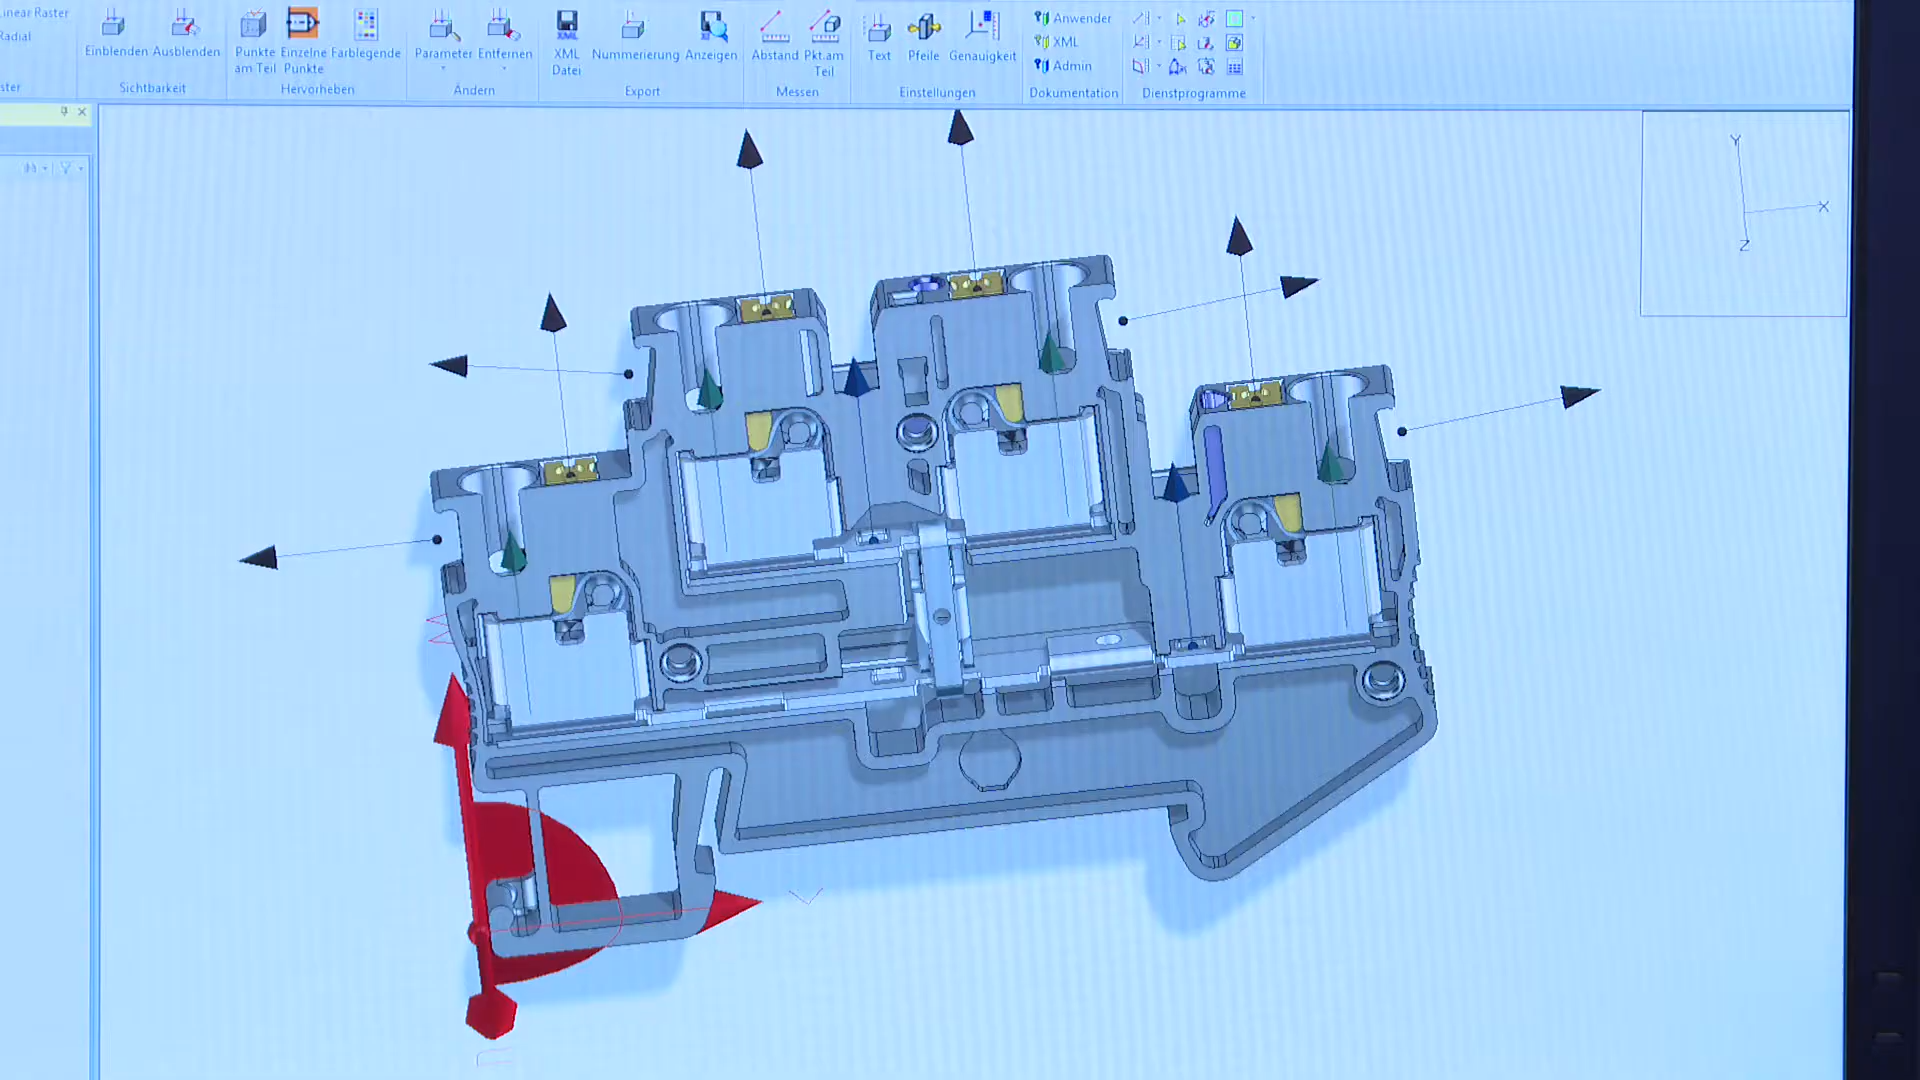 inear Raster
Radial
ster
Einblenden Ausblenden
Sichtbarkeit
Punkte am Teil
Einzelne Punkte
Farblegende
Hervorheben
Parameter Entfernen
Ändern
XML Datei
Nummerierung Anzeigen
Export
Abstand
Pkt.am Teil
Messen
Text Pfeile Genauigkeit
Einstellungen
Anwender
XML
Admin
Dokumentation
Dienstprogramme
Y
X
Z